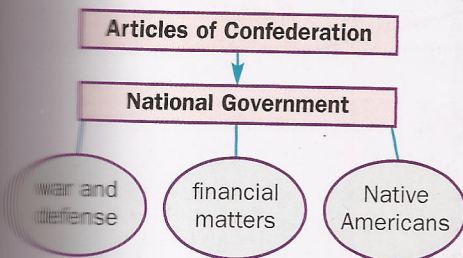 Articles of Confederation
National Government
war and
defense
financial
matters
Native
Americans